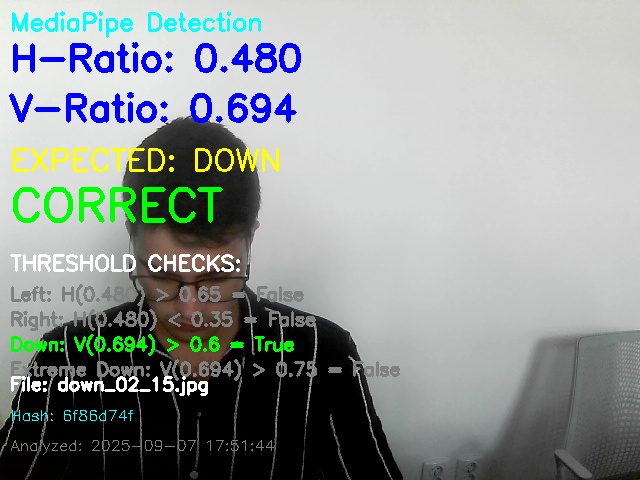 MediaPipe Detection
H-Ratio: 0.480
V-Ratio: 0.694
EXPECTED: DOWN
CORRECT
THRESHOLD CHECKS:
Left: H(0.480) > 0.65 = False
Right: H(0.480) < 0.35 = False
Down: V(0.694) > 0.6 = True
Extreme Down: V(0.694) > 0.75 = False
File: down_02_15.jpg
Hash: 6f86d74f
Analyzed: 2025-09-07 17:51:44